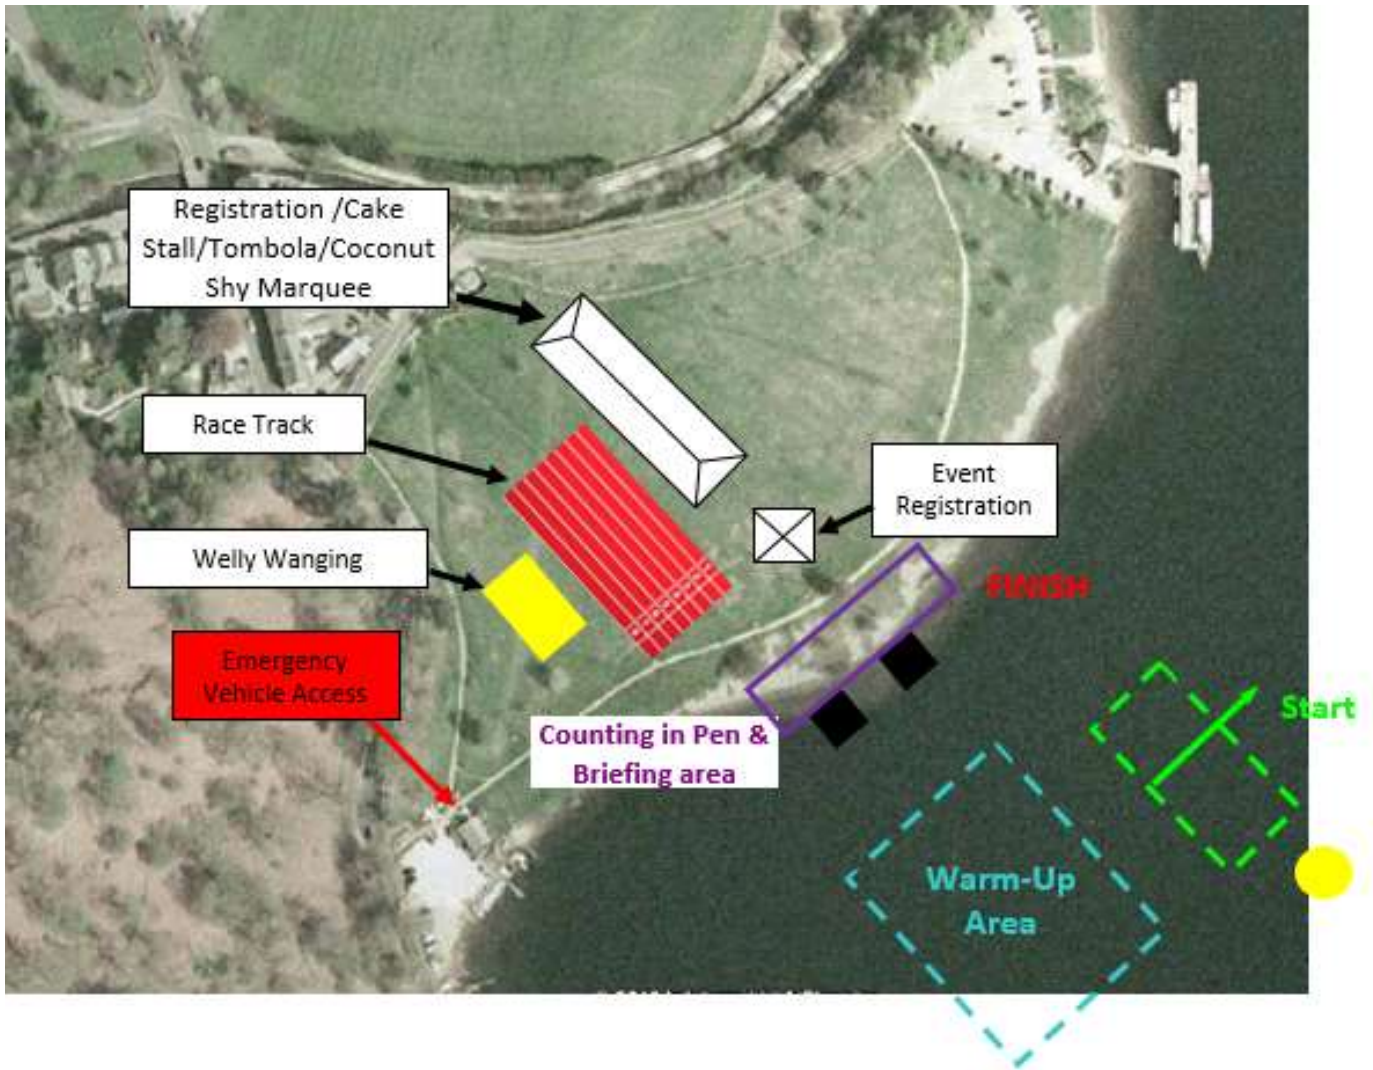 Registration /Cake
Stall/Tombola/Coconut
Shy Marquee
Race Track
Event
Registration
Welly Wanging
FINISH
Emergency
Vehicle Access
Start
Counting in Pen &
Briefing area
Warm-Up
Area